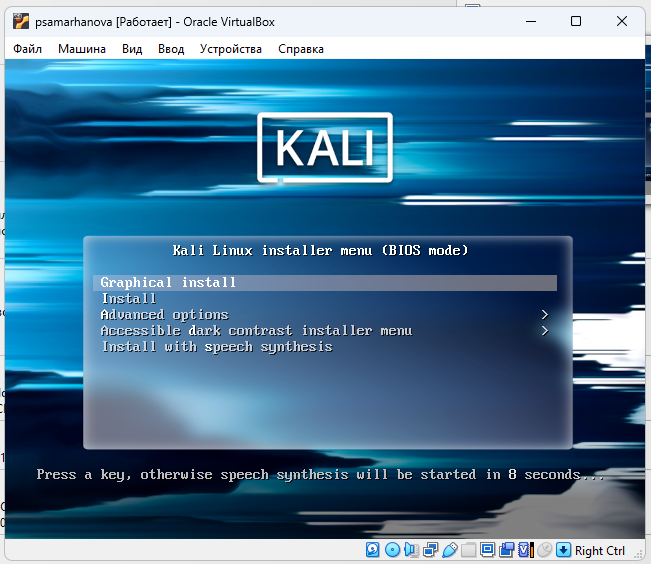 psamarhanova [Работает] - Oracle VirtualBox
Файл Машина Вид Ввод Устройства Справка
KALI
Kali Linux installer menu (BIOS mode)
Graphical install
Install
Advanced options >
Accessible dark contrast installer menu >
Install with speech synthesis
Press a key, otherwise speech synthesis will be started in 8 seconds...
Right Ctrl